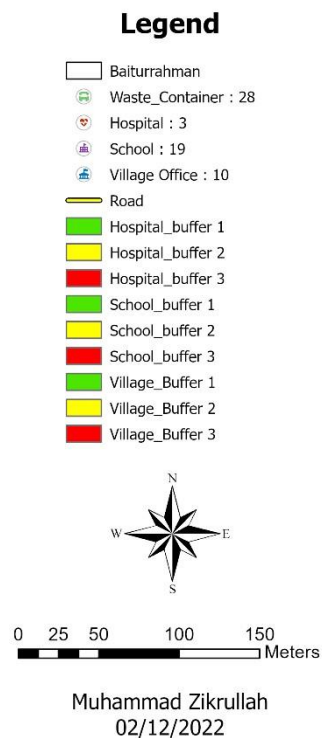 Legend
Baiturrahman
Waste_Container : 28
Hospital : 3
School : 19
Village Office : 10
Road
Hospital_buffer 1
Hospital_buffer 2
Hospital_buffer 3
School_buffer 1
School_buffer 2
School_buffer 3
Village_Buffer 1
Village_Buffer 2
Village_Buffer 3
N
W E
S
0 25 50 100 150
Meters
Muhammad Zikrullah
02/12/2022